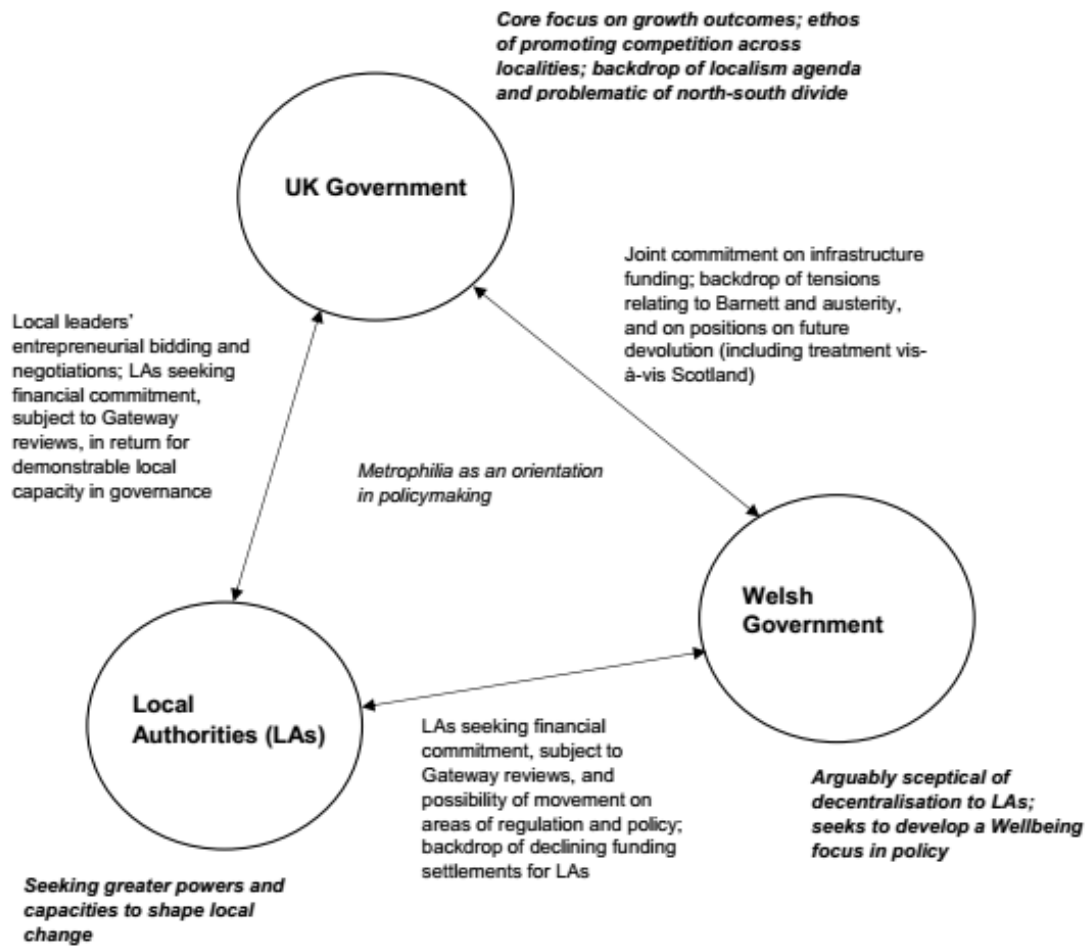 Core focus on growth outcomes; ethos
of promoting competition across
localities; backdrop of localism agenda
and problematic of north-south divide
UK Government
Joint commitment on infrastructure
funding; backdrop of tensions
relating to Barnett and austerity,
and on positions on future
devolution (including treatment vis-
à-vis Scotland)
Local leaders'
entrepreneurial bidding and
negotiations; LAs seeking
financial commitment,
subject to Gateway
reviews, in return for
demonstrable local
capacity in governance
Metrophilia as an orientation
in policymaking
Welsh
Government
Local
Authorities (LAs)
LAs seeking financial
commitment, subject to
Gateway reviews, and
possibility of movement on
areas of regulation and policy;
backdrop of declining funding
settlements for LAs
Arguably sceptical of
decentralisation to LAs;
seeks to develop a Wellbeing
focus in policy
Seeking greater powers and
capacities to shape local
change